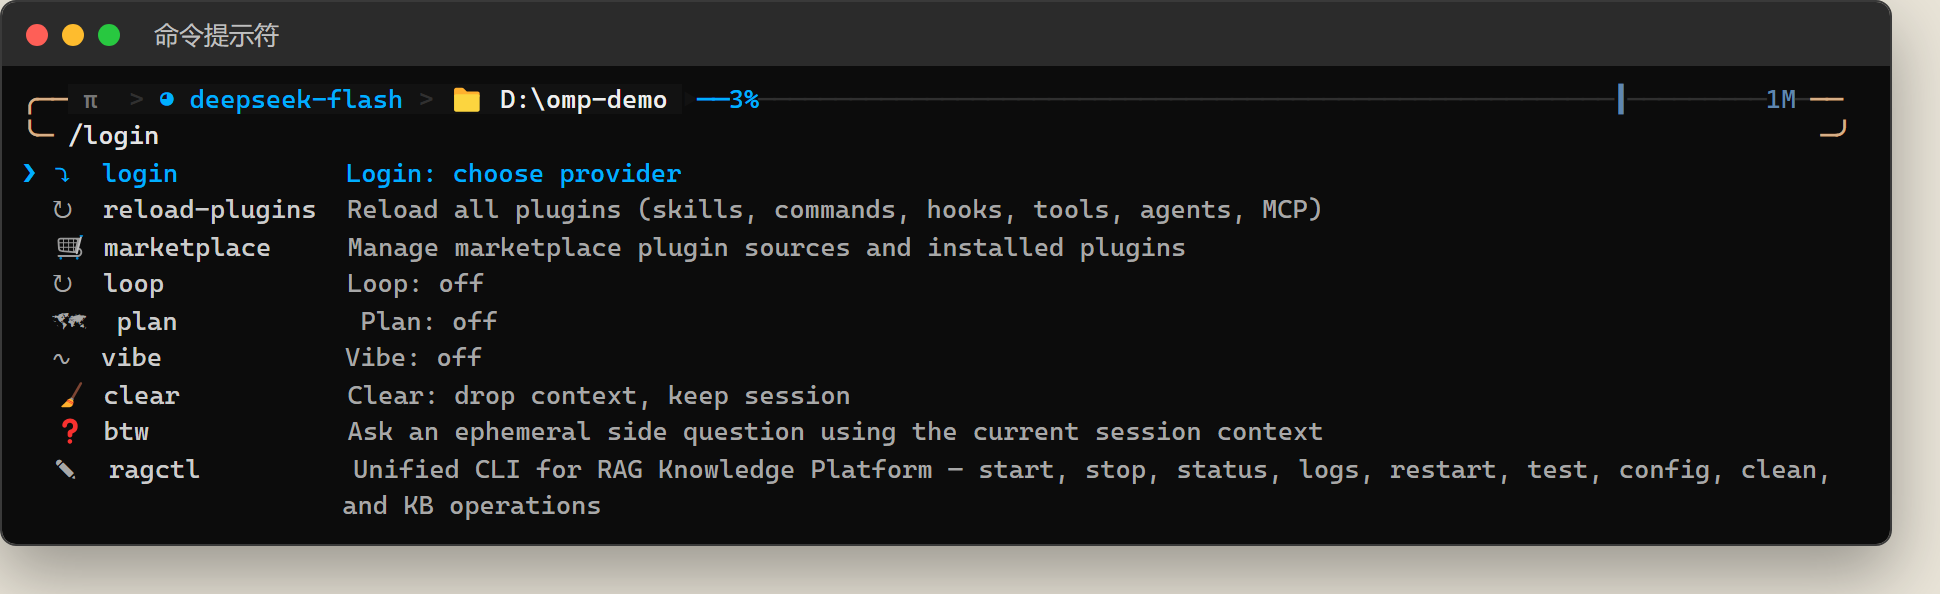 命令提示符
π > deepseek-flash > D:\omp-demo 3% 1M
/login
❯ login Login: choose provider
reload-plugins Reload all plugins (skills, commands, hooks, tools, agents, MCP)
marketplace Manage marketplace plugin sources and installed plugins
loop Loop: off
plan Plan: off
vibe Vibe: off
clear Clear: drop context, keep session
btw Ask an ephemeral side question using the current session context
ragctl Unified CLI for RAG Knowledge Platform — start, stop, status, logs, restart, test, config, clean,
and KB operations